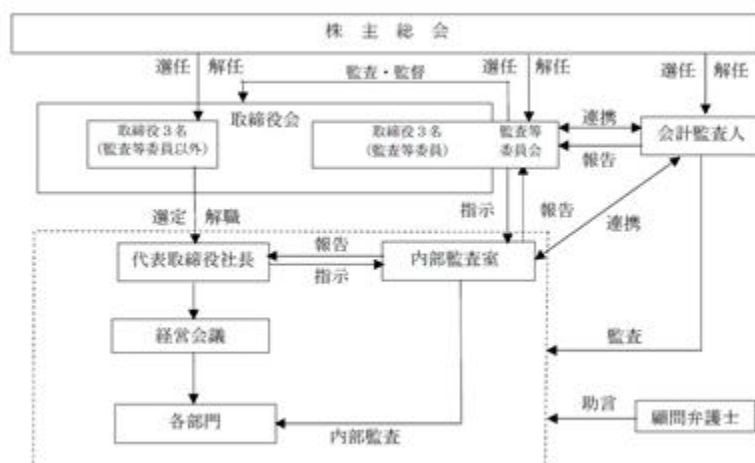 株主総会
選任 解任
監査・監督
選任 解任
選任 解任
取締役会
取締役3名
(監査等委員以外)
取締役3名
(監査等委員)
監査等
委員会
連携
報告
会計監査人
選定 解職
指示
報告
連携
代表取締役社長
報告
指示
内部監査室
経営会議
監査
各部門
内部監査
助言
顧問弁護士